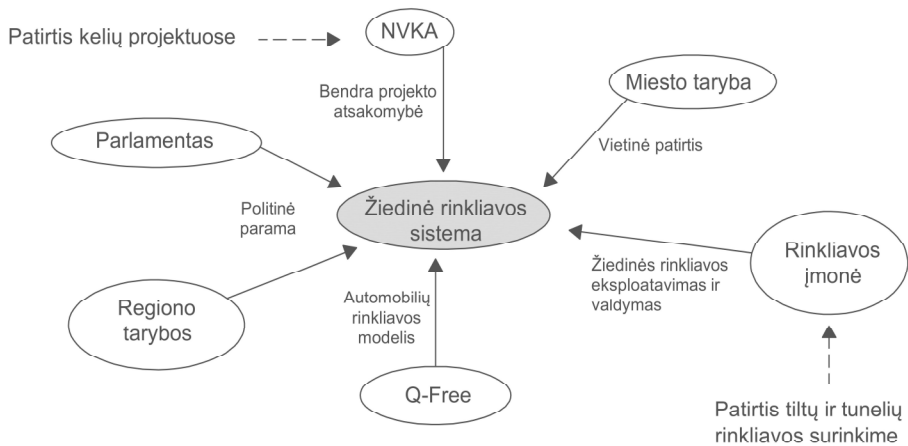 NVKA
Patirtis kelių projektuose
Miesto taryba
Bendra projekto
atsakomybė
Parlamentas
Vietinė patirtis
Politinė
parama
Žiedinė rinkliavos
sistema
Rinkliavos
įmonė
Žiedinės rinkliavos
eksploatavimas ir
valdymas
Regiono
tarybos
Automobilių
rinkliavos
modelis
Q-Free
Patirtis tiltų ir tunelių
rinkliavos surinkime